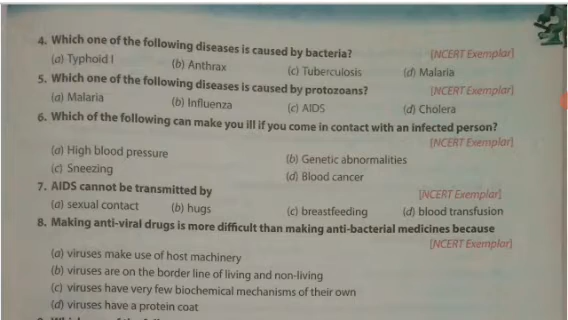 4. Which one of the following diseases is caused by bacteria? [NCERT Exemplar]
(a) Typhoid I (b) Anthrax (c) Tuberculosis (d) Malaria
5. Which one of the following diseases is caused by protozoans? [NCERT Exemplar]
(a) Malaria (b) Influenza (c) AIDS (d) Cholera
6. Which of the following can make you ill if you come in contact with an infected person?
[NCERT Exemplar]
(a) High blood pressure (b) Genetic abnormalities
(c) Sneezing (d) Blood cancer
7. AIDS cannot be transmitted by [NCERT Exemplar]
(a) sexual contact (b) hugs (c) breastfeeding (d) blood transfusion
8. Making anti-viral drugs is more difficult than making anti-bacterial medicines because
[NCERT Exemplar]
(a) viruses make use of host machinery
(b) viruses are on the border line of living and non-living
(c) viruses have very few biochemical mechanisms of their own
(d) viruses have a protein coat